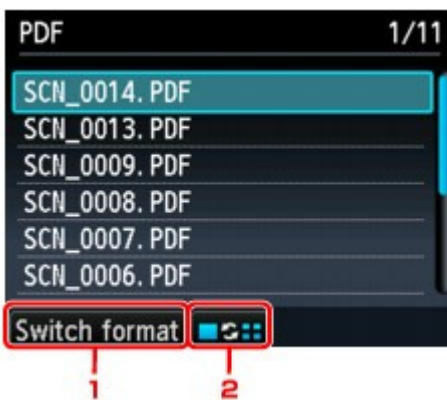 PDF 1/11
SCN_0014.PDF
SCN_0013.PDF
SCN_0009.PDF
SCN_0008.PDF
SCN_0007.PDF
SCN_0006.PDF
Switch format
1 2